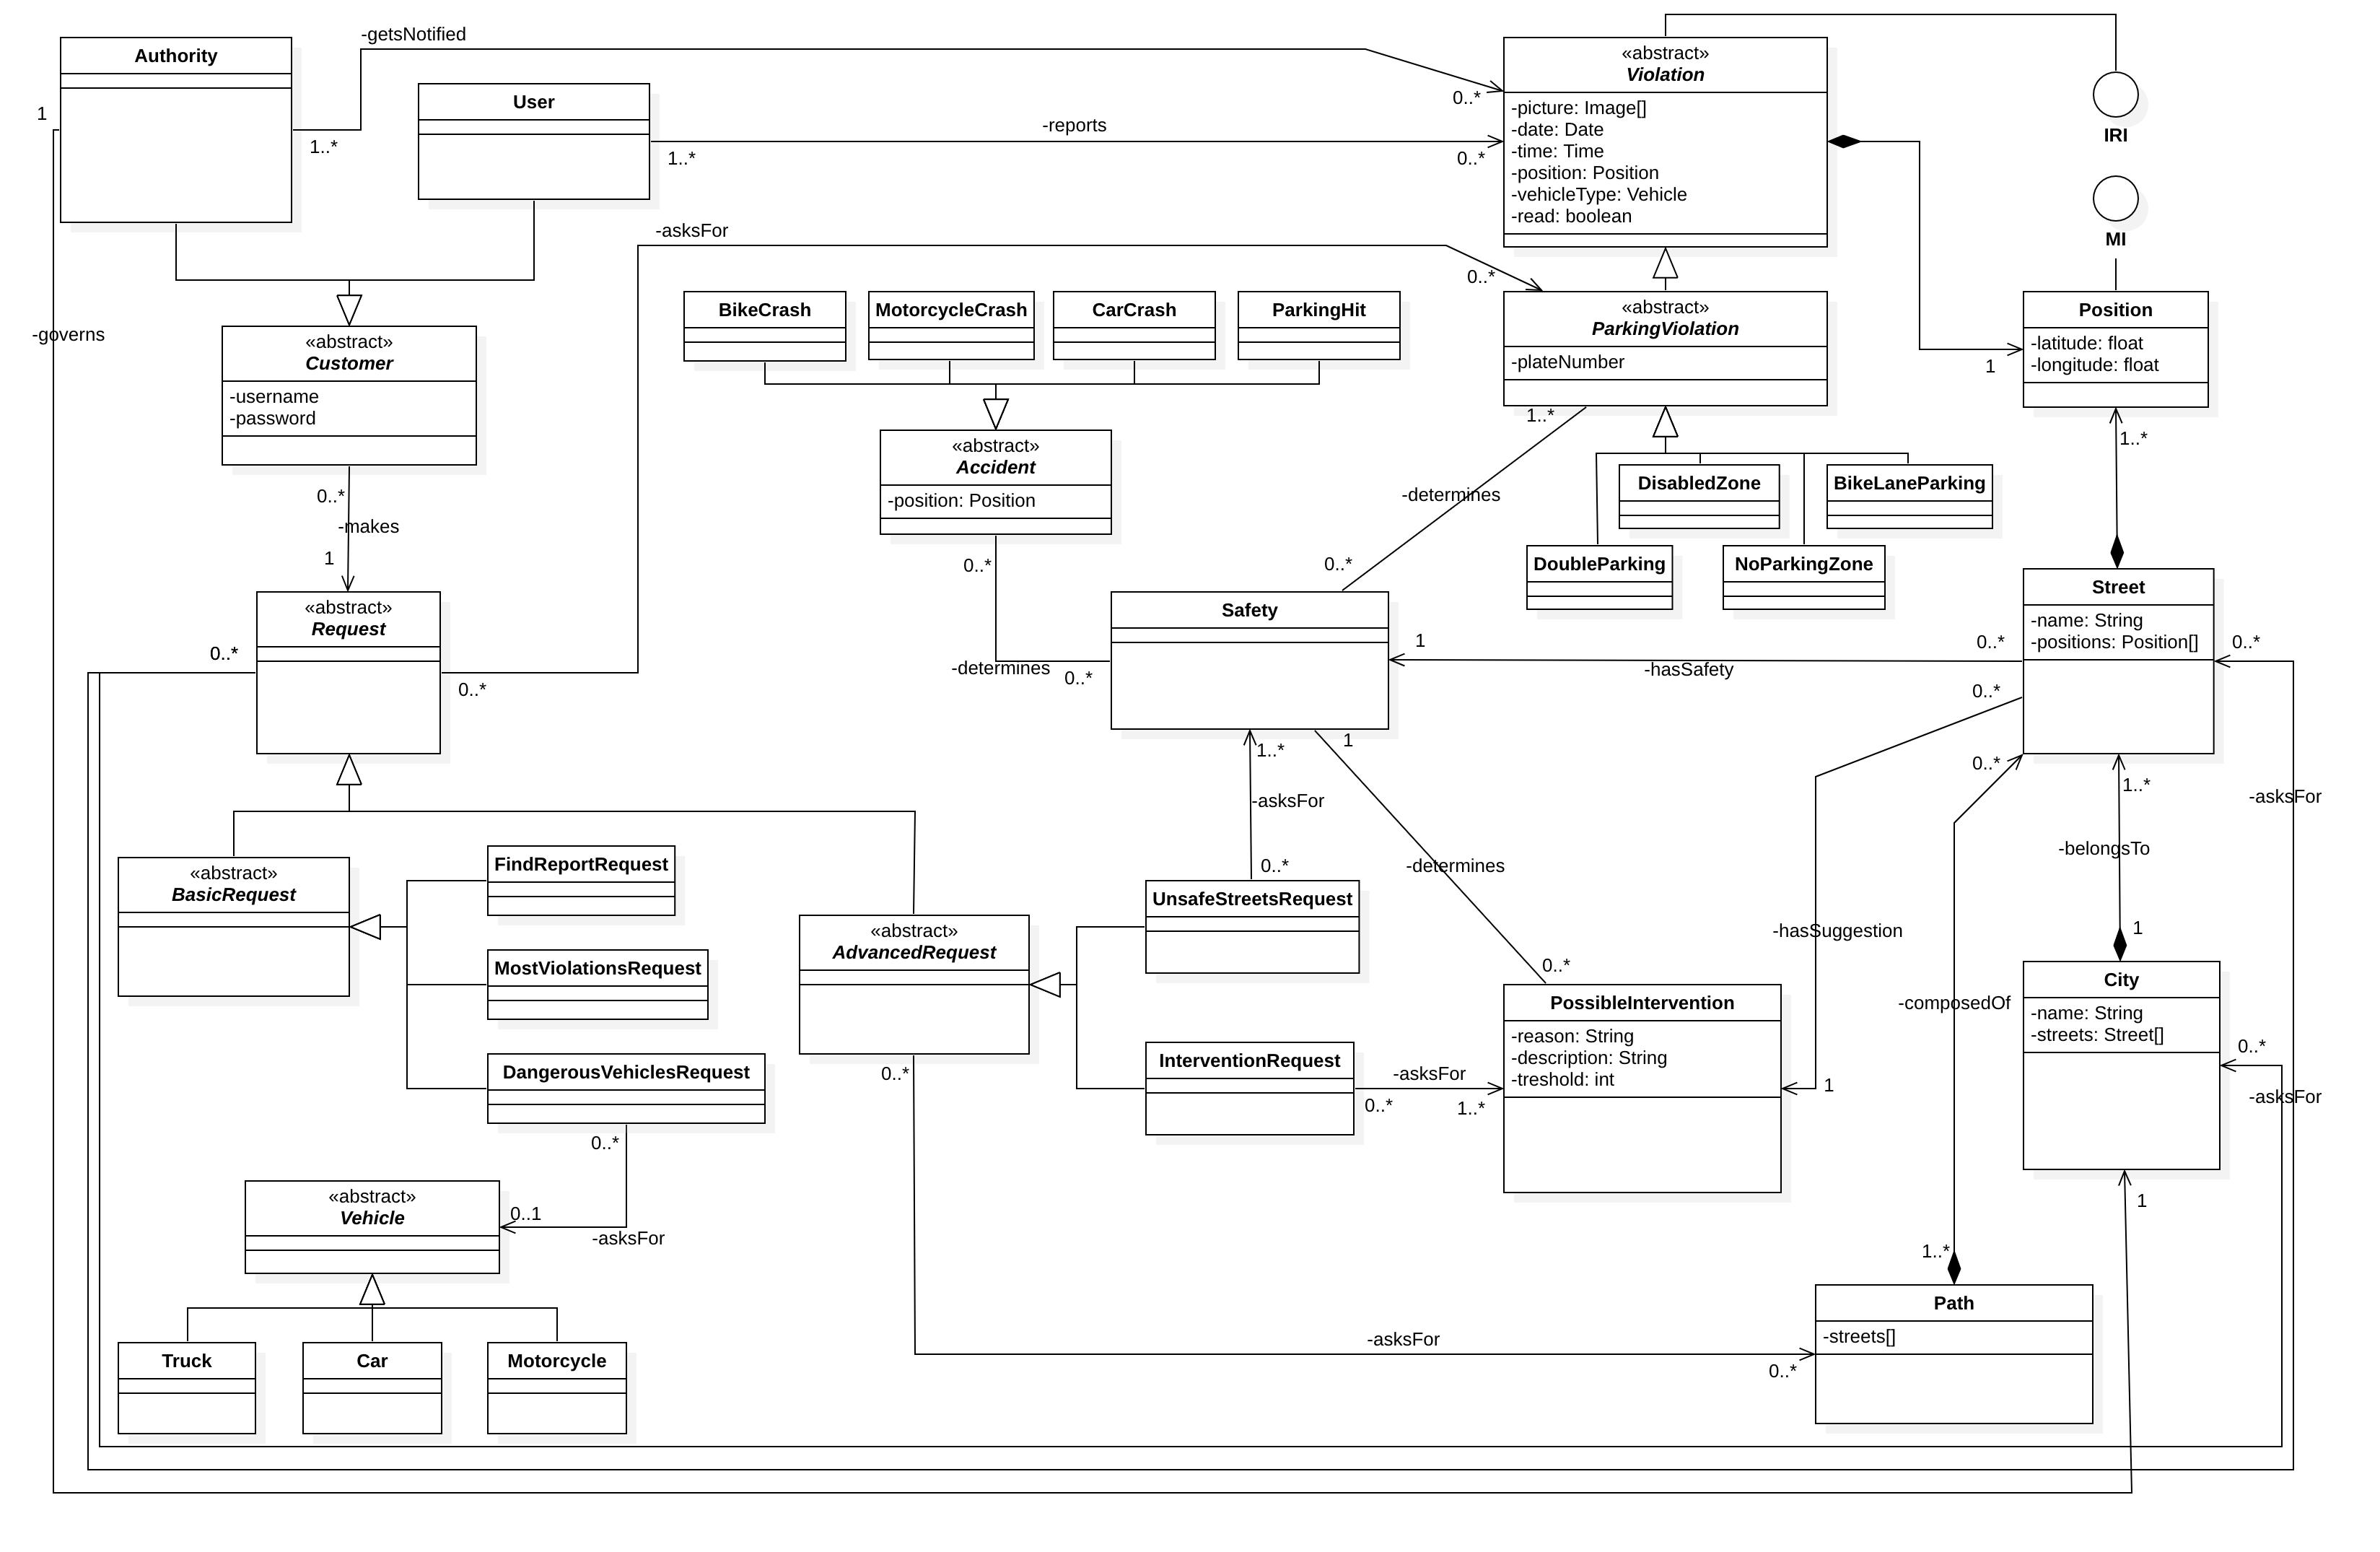 -getsNotified
Authority
«abstract»
Violation
-picture: Image[]
-date: Date
-time: Time
-position: Position
-vehicleType: Vehicle
-read: boolean
User
0..*
1
1..*
-reports
1..*
0..*
IRI
MI
-asksFor
0..*
-governs
«abstract»
Customer
-username
-password
BikeCrash
MotorcycleCrash
CarCrash
ParkingHit
«abstract»
ParkingViolation
-plateNumber
Position
-latitude: float
-longitude: float
1
1..*
1..*
«abstract»
Accident
-position: Position
-determines
DisabledZone
BikeLaneParking
DoubleParking
NoParkingZone
0..*
-makes
1
0..*
0..*
«abstract»
Request
0..*
0..*
Safety
-determines
0..*
1
-hasSafety
0..*
Street
-name: String
-positions: Position[]
0..*
0..*
0..*
1..*
1
1..*
-asksFor
-asksFor
-belongsTo
0..*
-determines
«abstract»
BasicRequest
FindReportRequest
MostViolationsRequest
DangerousVehiclesRequest
«abstract»
AdvancedRequest
UnsafeStreetsRequest
InterventionRequest
-hasSuggestion
0..*
1
PossibleIntervention
-reason: String
-description: String
-treshold: int
-composedOf
City
-name: String
-streets: Street[]
0..*
-asksFor
0..*
-asksFor
0..*
1..*
1
0..*
«abstract»
Vehicle
0..1
-asksFor
1
1..*
Path
-streets[]
-asksFor
0..*
Truck
Car
Motorcycle